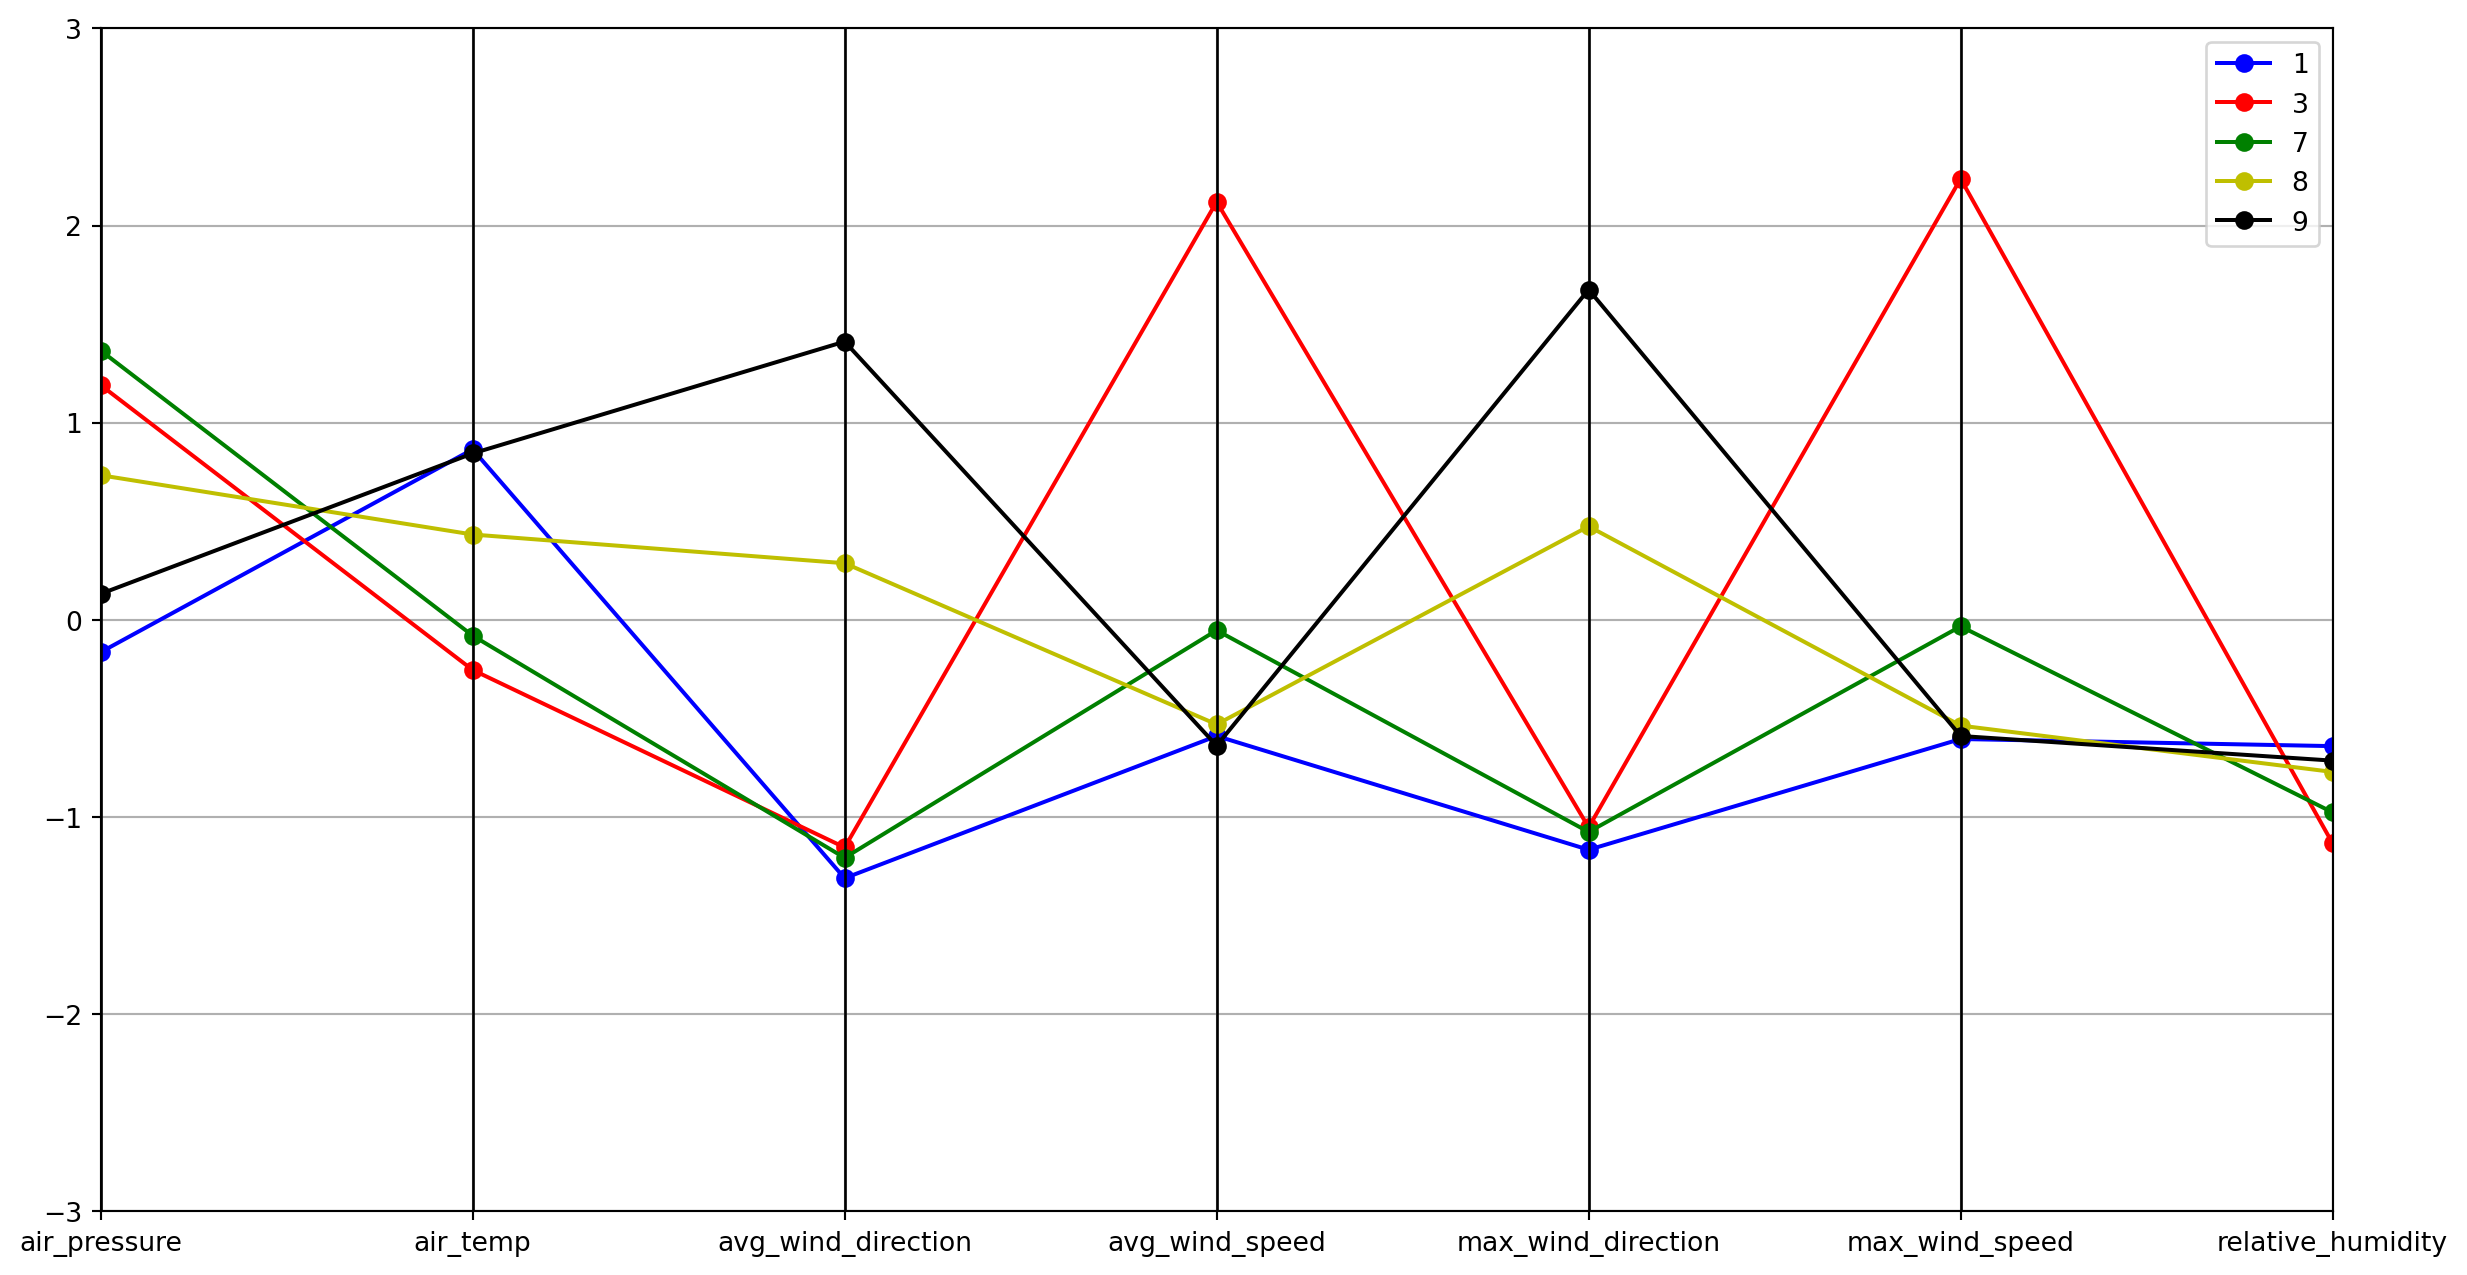 3
2
1
0
−1
−2
−3
air_pressure
air_temp
avg_wind_direction
avg_wind_speed
max_wind_direction
max_wind_speed
relative_humidity
1
3
7
8
9